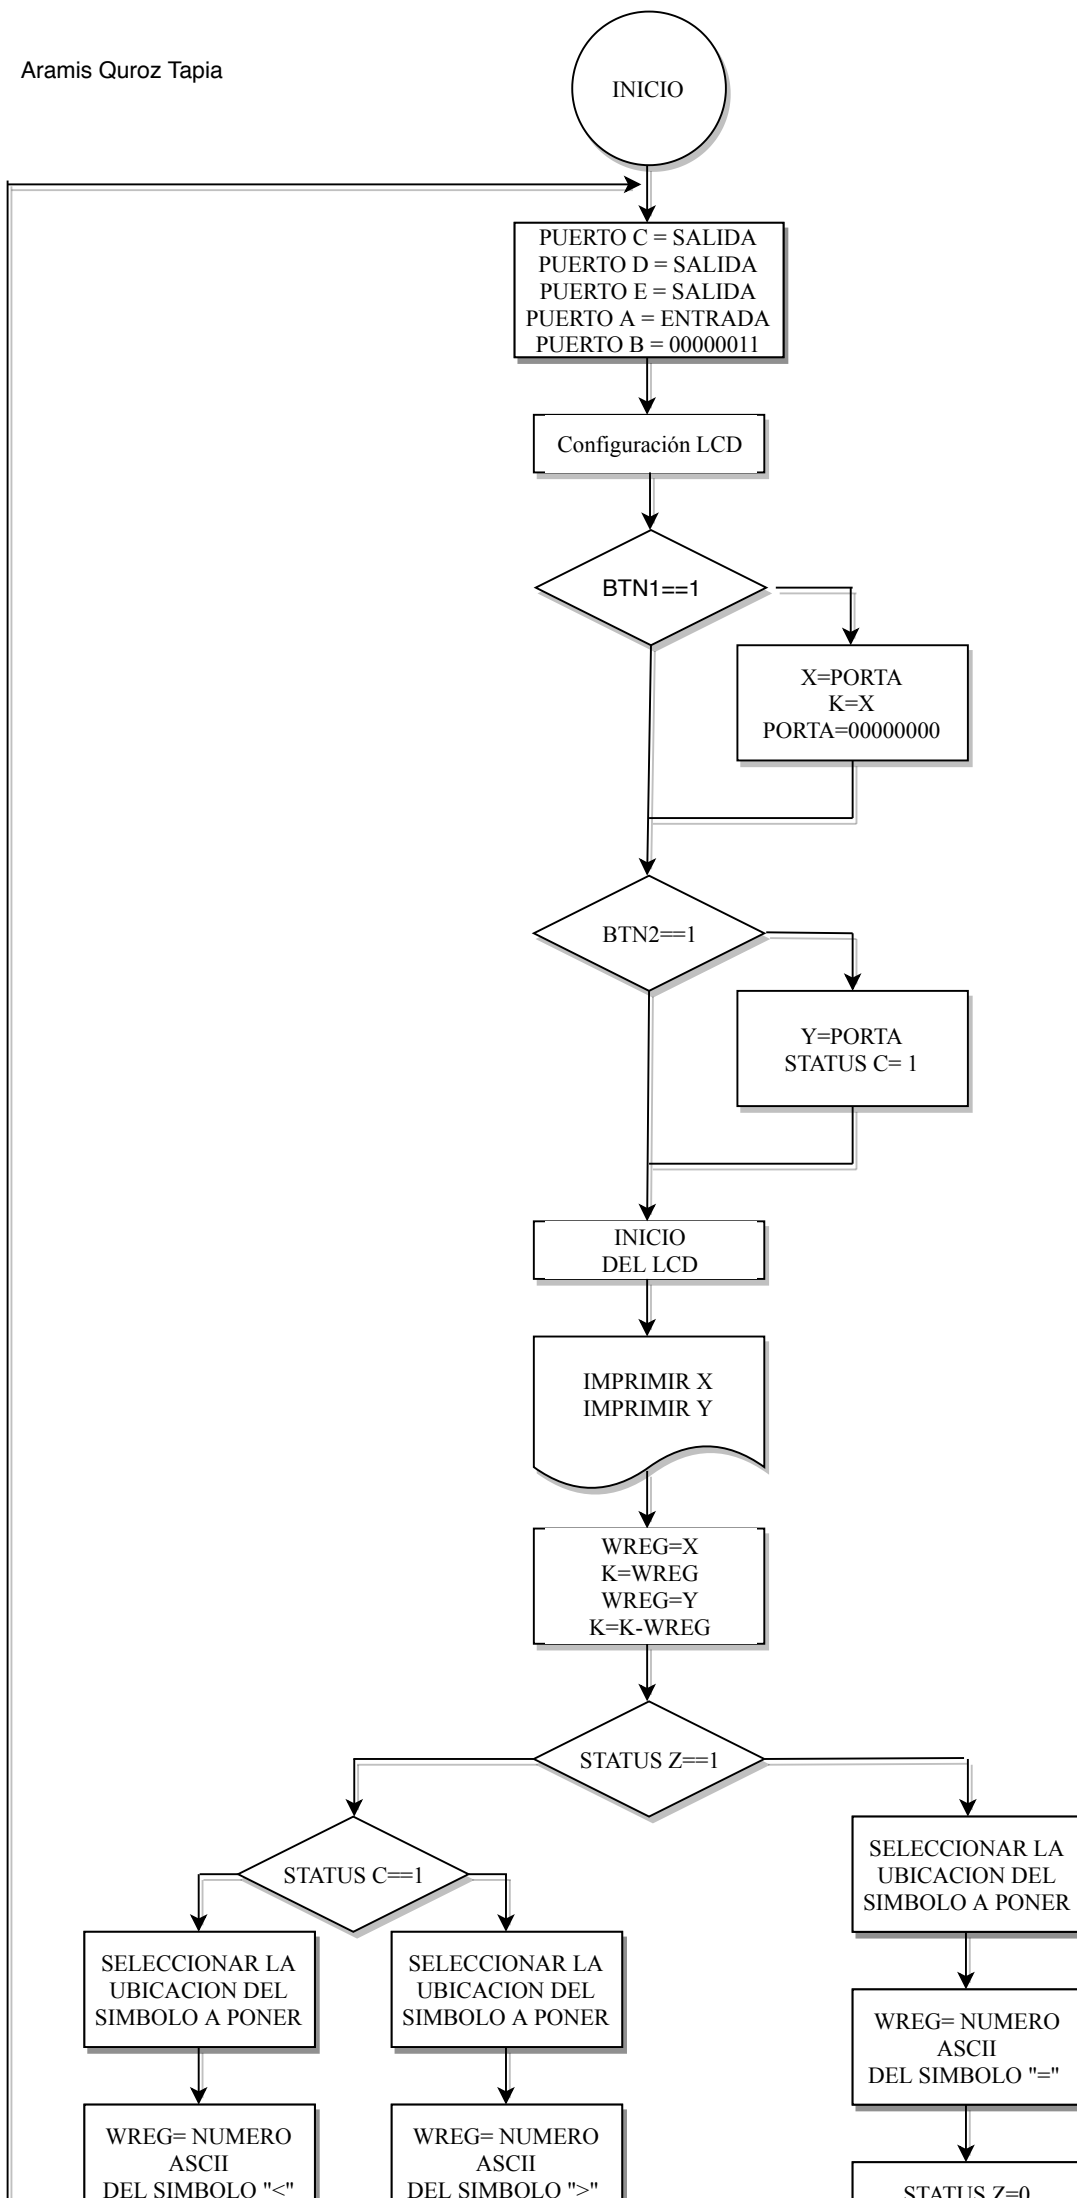 Aramis Quroz Tapia
INICIO
PUERTO C = SALIDA
PUERTO D = SALIDA
PUERTO E = SALIDA
PUERTO A = ENTRADA
PUERTO B = 00000011
Configuración LCD
BTN1==1
X=PORTA
K=X
PORTA=00000000
BTN2==1
Y=PORTA
STATUS C= 1
INICIO
DEL LCD
IMPRIMIR X
IMPRIMIR Y
WREG=X
K=WREG
WREG=Y
K=K-WREG
STATUS Z==1
STATUS C==1
SELECCIONAR LA
UBICACION DEL
SIMBOLO A PONER
WREG= NUMERO
ASCII
DEL SIMBOLO "<"
SELECCIONAR LA
UBICACION DEL
SIMBOLO A PONER
WREG= NUMERO
ASCII
DEL SIMBOLO ">"
SELECCIONAR LA
UBICACION DEL
SIMBOLO A PONER
WREG= NUMERO
ASCII
DEL SIMBOLO "="
STATUS Z=0